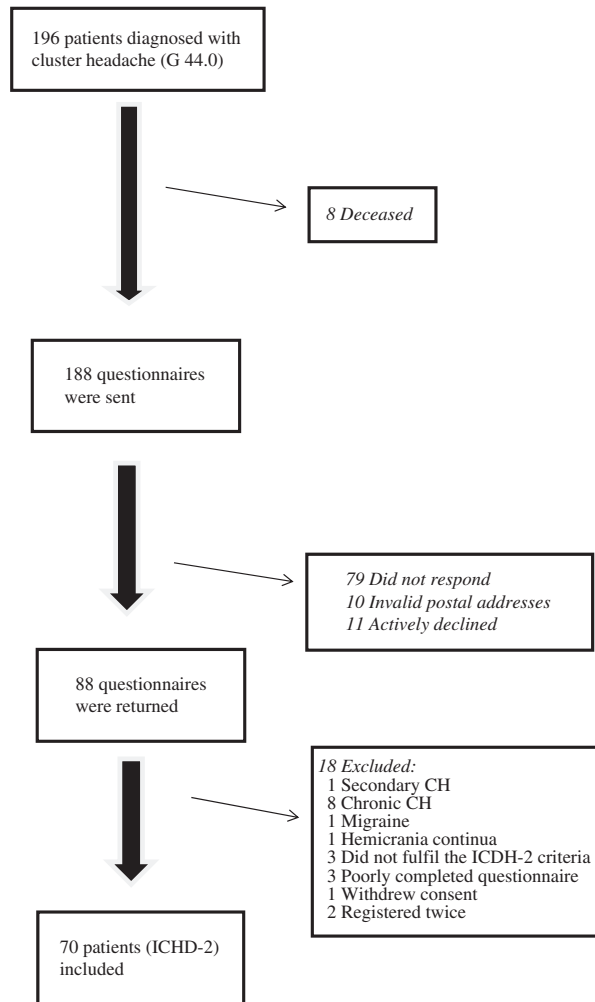 196 patients diagnosed with
cluster headache (G 44.0)
8 Deceased
188 questionnaires
were sent
79 Did not respond
10 Invalid postal addresses
11 Actively declined
88 questionnaires
were returned
18 Excluded:
1 Secondary CH
8 Chronic CH
1 Migraine
1 Hemicrania continua
3 Did not fulfil the ICDH-2 criteria
3 Poorly completed questionnaire
1 Withdrew consent
2 Registered twice
70 patients (ICHD-2)
included